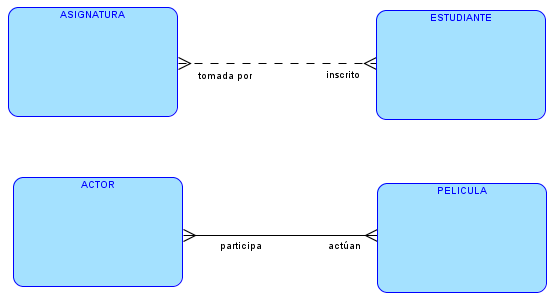 ASIGNATURA
ESTUDIANTE
tomada por
inscrito
ACTOR
PELICULA
participa
actúan